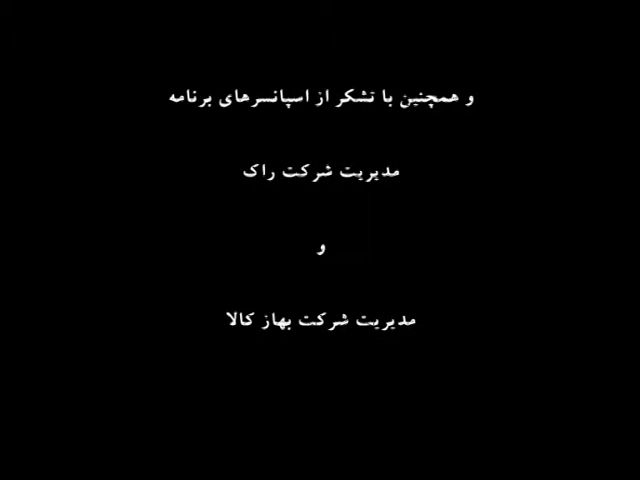 و همچنین با تشکر از اسپانسرهای برنامه
مدیریت شرکت راک
و
مدیریت شرکت بهاز کالا